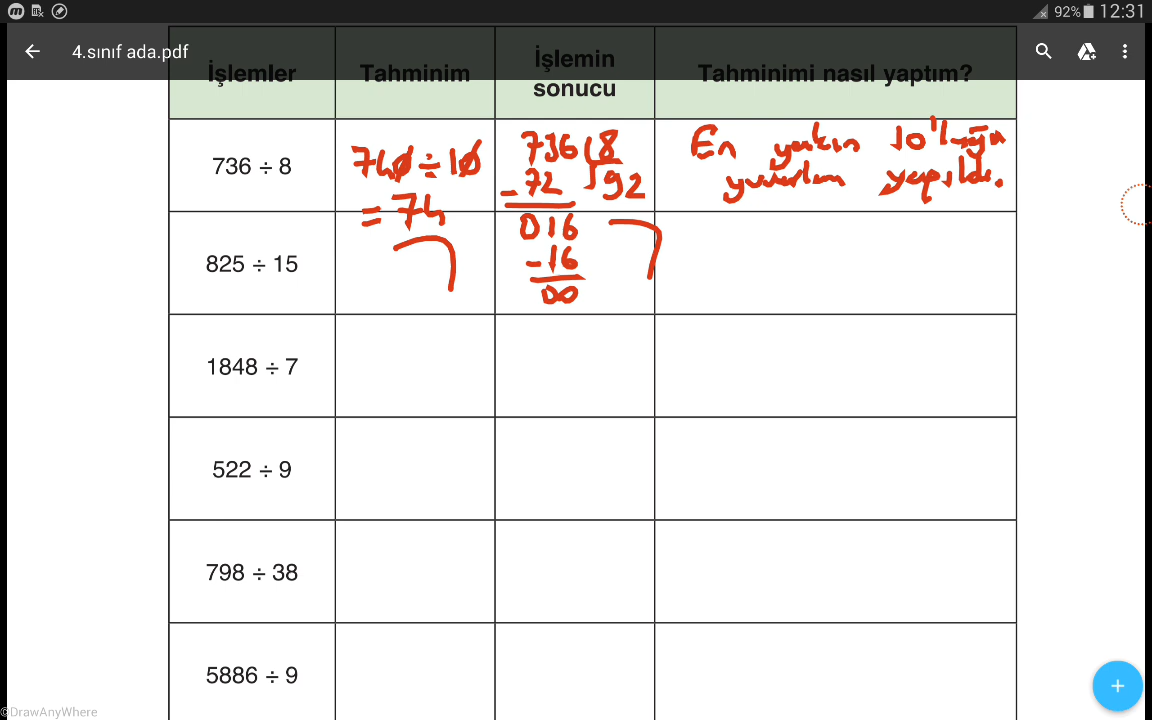 92% 12:31
4.sınıf ada.pdf
İşlemler Tahminim İşlemin sonucu Tahminimi nasıl yaptım?
736 ÷ 8
740 ÷ 10
= 74
736 8
- 72 92
016
- 16
00
En yakın 10'luğa
yuvarlama yapıldı.
825 ÷ 15
1848 ÷ 7
522 ÷ 9
798 ÷ 38
5886 ÷ 9
©DrawAnyWhere